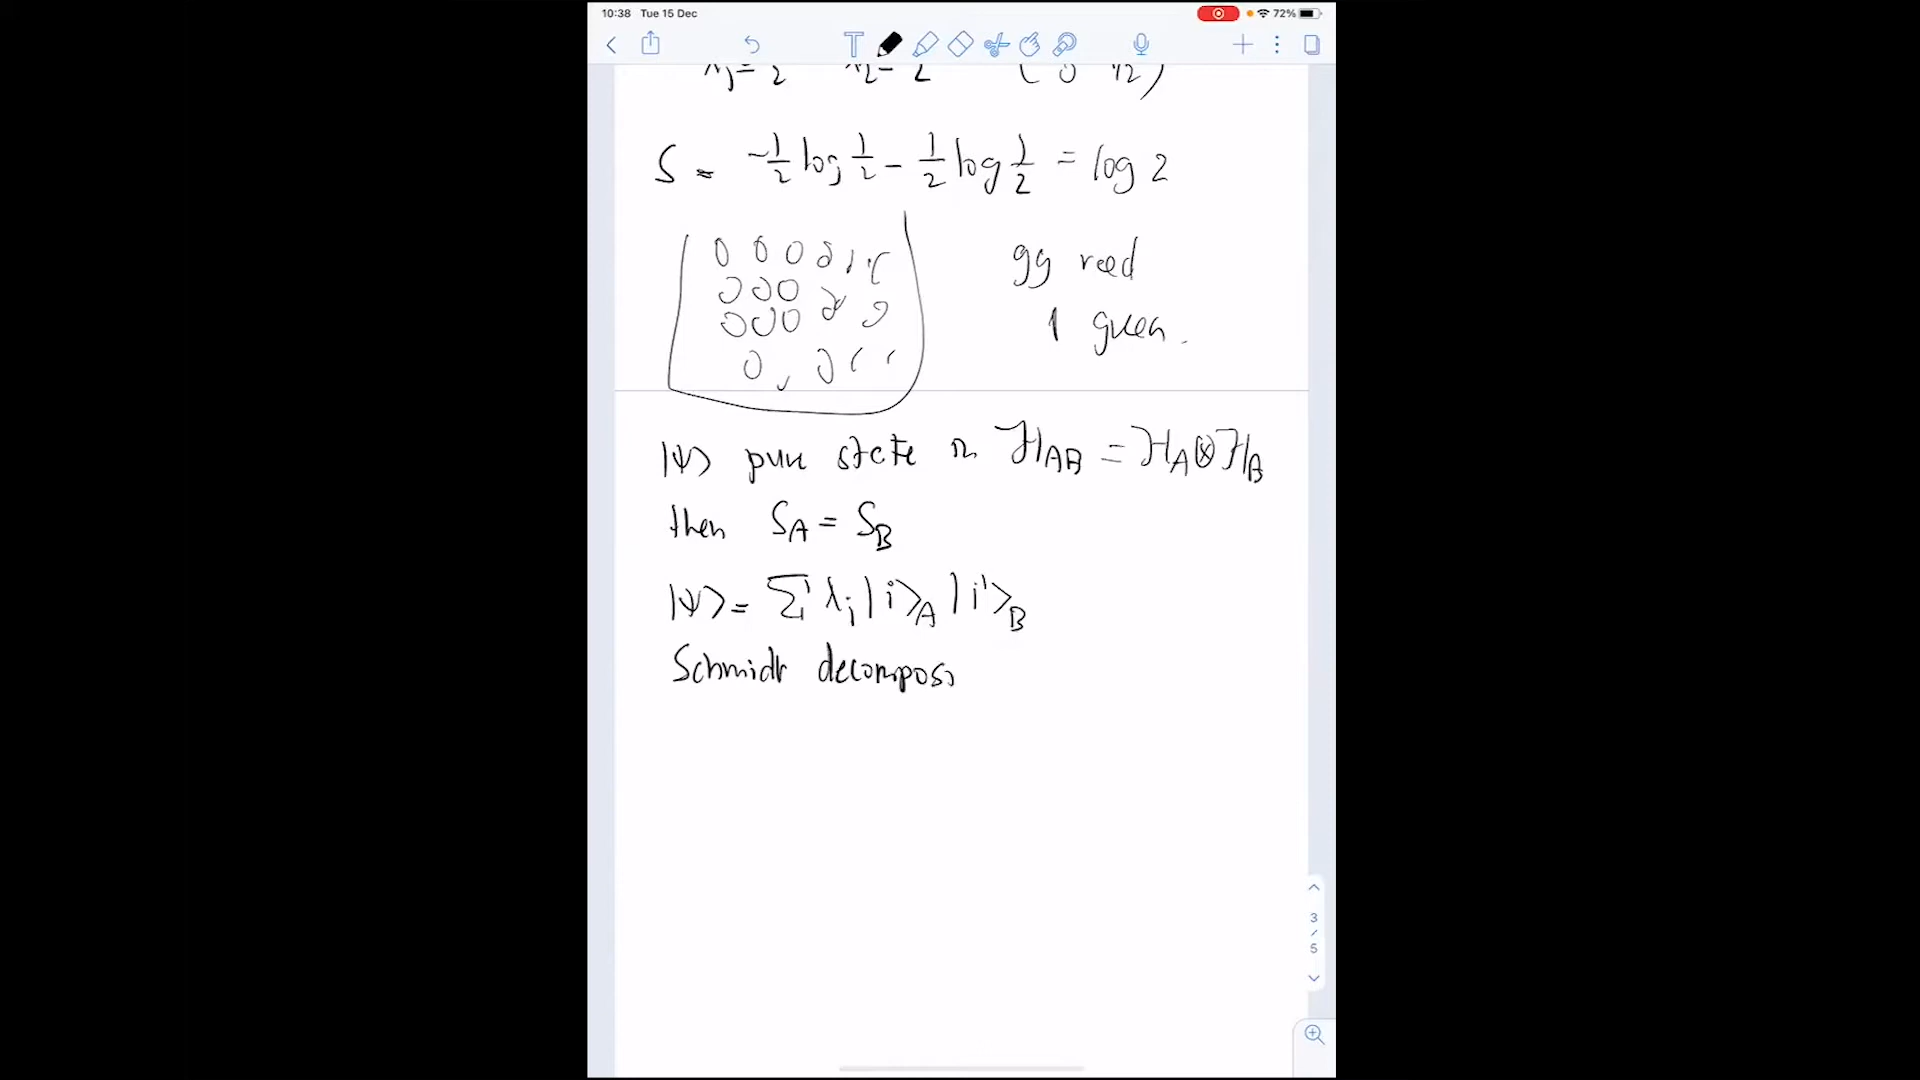 10:38 Tue 15 Dec 72%
S = -1/2 log 1/2 - 1/2 log 1/2 = log 2
99 red
1 green.
|ψ⟩ pure state in ℋ_AB = ℋ_A ⊗ ℋ_B
then S_A = S_B
|ψ⟩ = Σ λ_i |i⟩_A |i'⟩_B
Schmidt decomposi
3
/
5